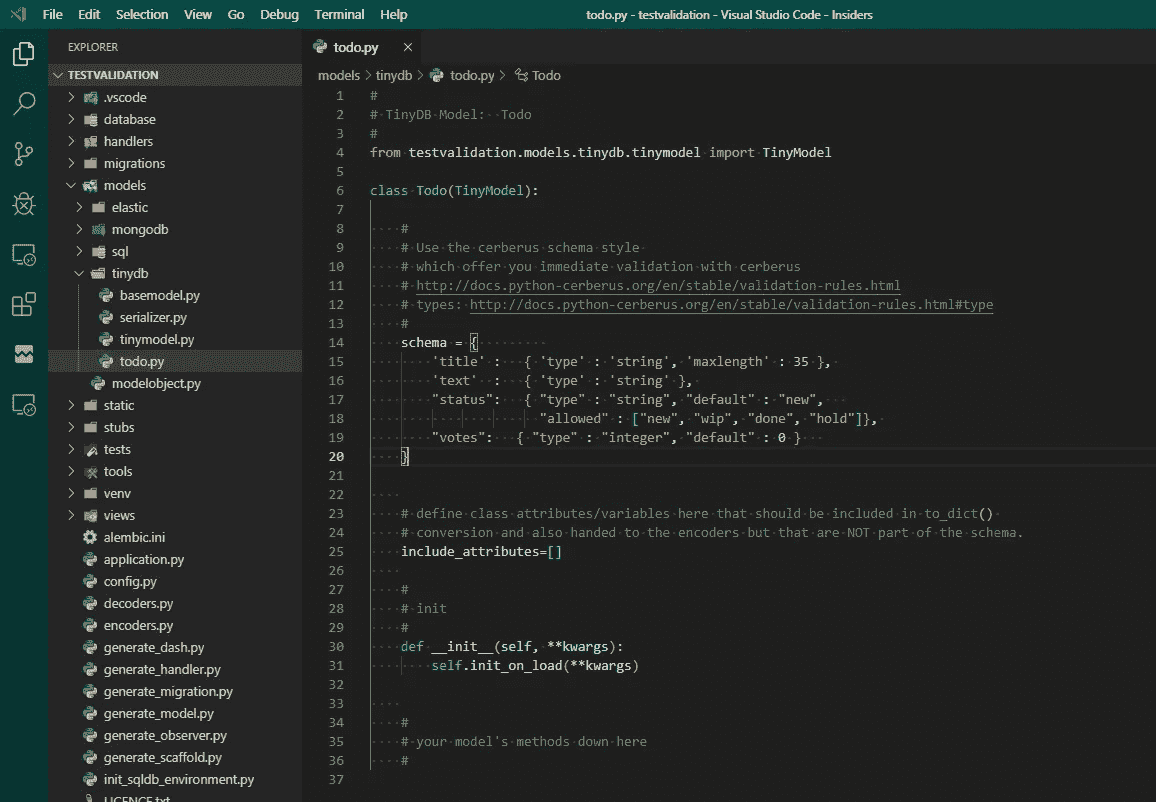 File Edit Selection View Go Debug Terminal Help todo.py - testvalidation - Visual Studio Code - Insiders
EXPLORER
TESTVALIDATION
.vscode
database
handlers
migrations
models
elastic
mongodb
sql
tinydb
basemodel.py
serializer.py
tinymodel.py
todo.py
modelobject.py
static
stubs
tests
tools
venv
views
alembic.ini
application.py
config.py
decoders.py
encoders.py
generate_dash.py
generate_handler.py
generate_migration.py
generate_model.py
generate_observer.py
generate_scaffold.py
init_sqldb_environment.py
LICENCE.txt
todo.py ×
models > tinydb > todo.py > Todo
1 #
2 # TinyDB Model: Todo
3 #
4 from testvalidation.models.tinydb.tinymodel import TinyModel
5
6 class Todo(TinyModel):
7
8 #
9 # Use the cerberus schema style
10 # which offer you immediate validation with cerberus
11 # http://docs.python-cerberus.org/en/stable/validation-rules.html
12 # types: http://docs.python-cerberus.org/en/stable/validation-rules.html#type
13 #
14 schema = {
15 'title' : { 'type' : 'string', 'maxlength' : 35 },
16 'text' : { 'type' : 'string' },
17 "status": { "type" : "string", "default" : "new",
18 "allowed" : ["new", "wip", "done", "hold"]},
19 "votes": { "type" : "integer", "default" : 0 }
20 }
21
22
23 # define class attributes/variables here that should be included in to_dict()
24 # conversion and also handed to the encoders but that are NOT part of the schema.
25 include_attributes=[]
26
27 #
28 # init
29 #
30 def __init__(self, **kwargs):
31 self.init_on_load(**kwargs)
32
33
34 #
35 # your model's methods down here
36 #
37